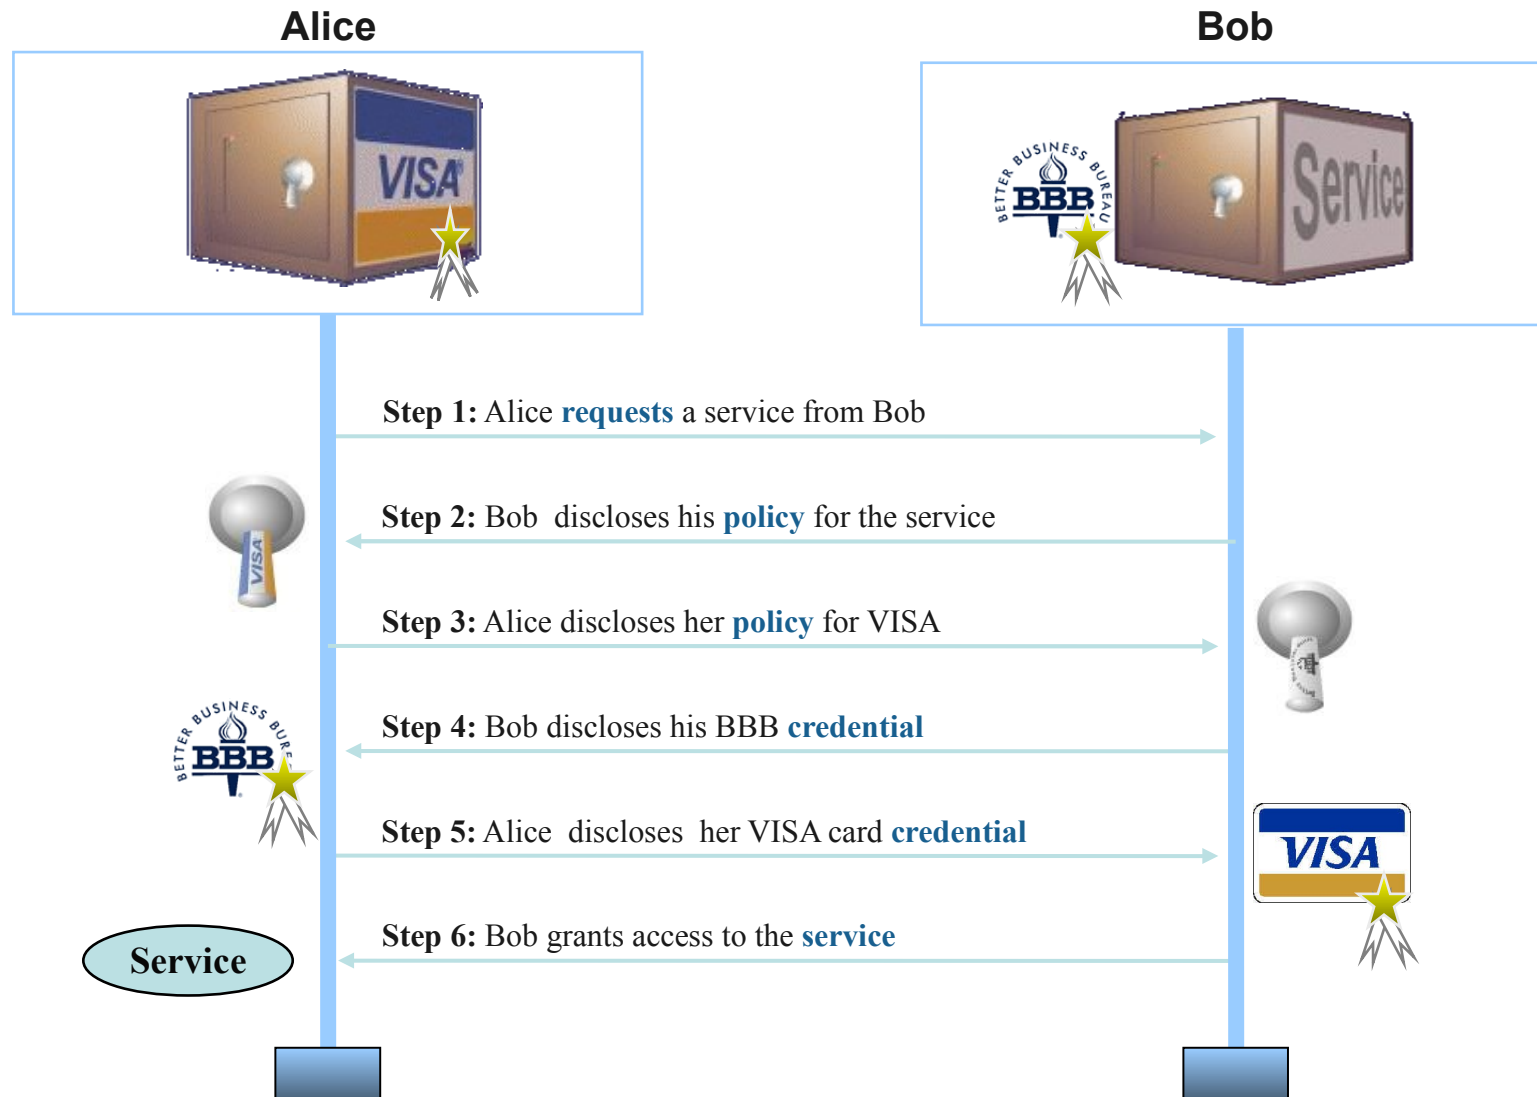 Alice
Bob
VISA
BETTER BUSINESS BUREAU
BBB
Service
Step 1: Alice requests a service from Bob
Step 2: Bob discloses his policy for the service
VISA
Step 3: Alice discloses her policy for VISA
Step 4: Bob discloses his BBB credential
BETTER BUSINESS BURE
BBB
Step 5: Alice discloses her VISA card credential
VISA
Step 6: Bob grants access to the service
Service